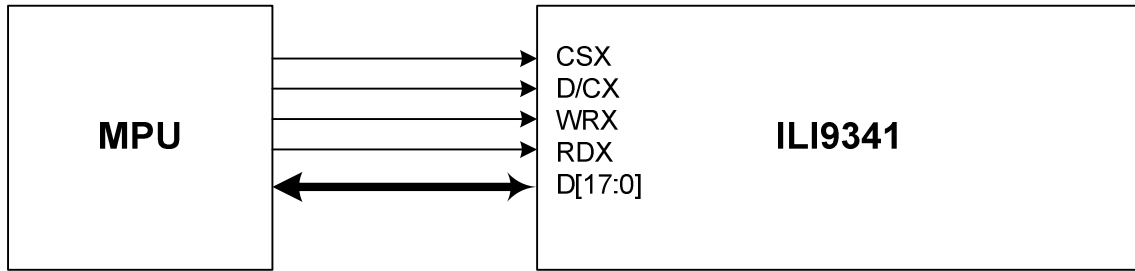 MPU
CSX
D/CX
WRX
RDX
D[17:0]
ILI9341